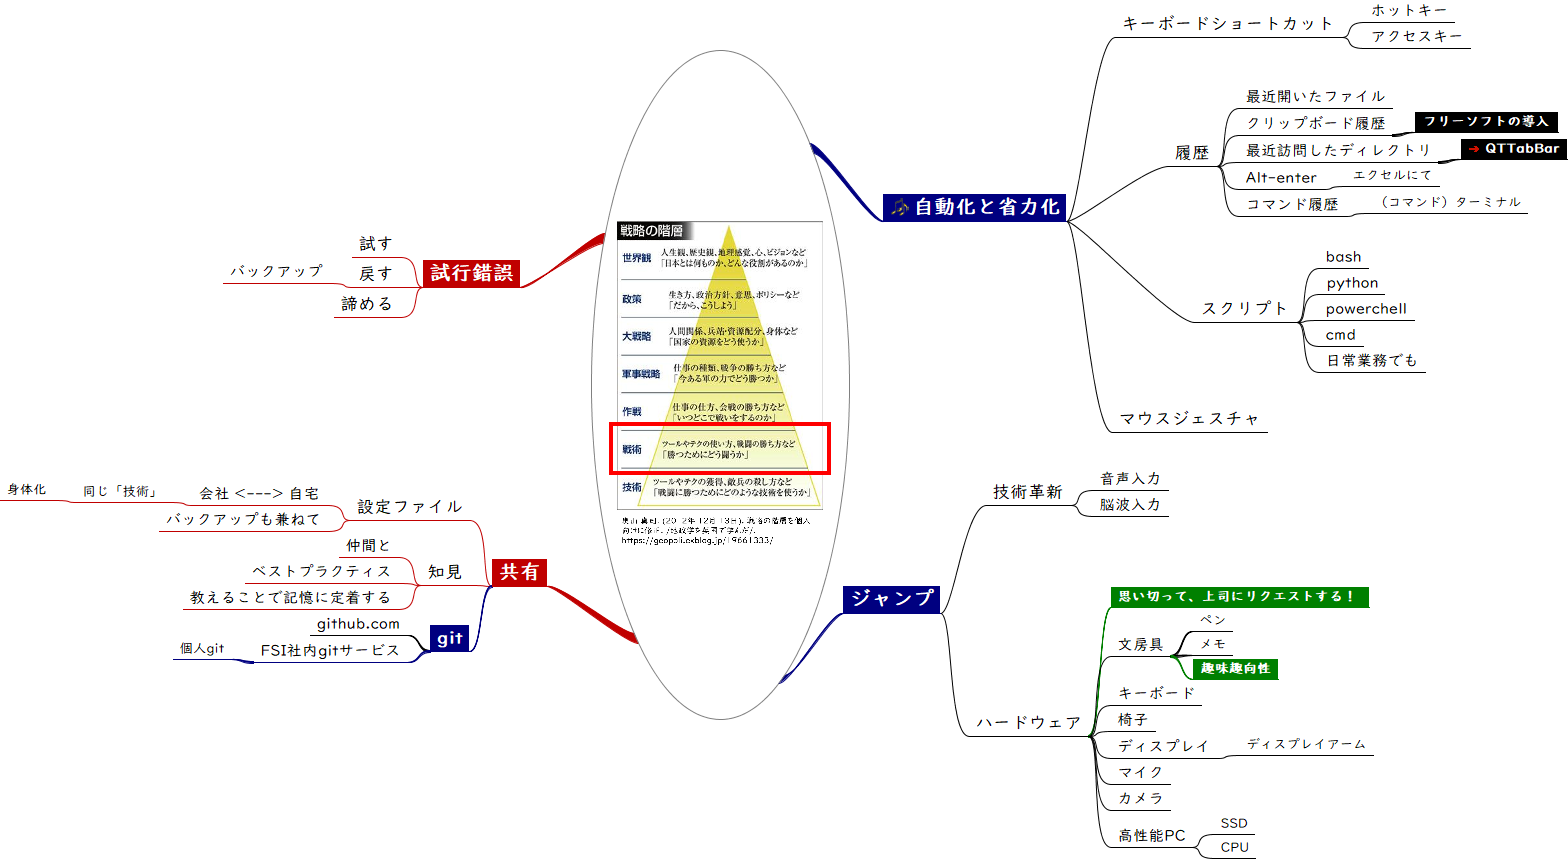 キーボードショートカット
ホットキー
アクセスキー
履歴
最近開いたファイル
クリップボード履歴
フリーソフトの導入
最近訪問したディレクトリ
→ QTTabBar
Alt-enter
エクセルにて
コマンド履歴
（コマンド）ターミナル
自動化と省力化
スクリプト
bash
python
powerchell
cmd
日常業務でも
マウスジェスチャ
試行錯誤
試す
戻す
バックアップ
諦める
戦略の階層
世界観 人生観、歴史観、地理感覚、心、ビジョンなど
「日本とは何ものか、どんな役割があるのか」
政策 生き方、政治方針、意思、ポリシーなど
「だから、こうしよう」
大戦略 人間関係、兵站・資源配分、身体など
「国家の資源をどう使うか」
軍事戦略 仕事の種類、戦争の勝ち方など
「今ある軍の力でどう勝つか」
作戦 仕事の仕方、会戦の勝ち方など
「いつどこで戦いをするのか」
戦術 ツールやテクの使い方、戦闘の勝ち方など
「勝つためにどう闘うか」
技術 ツールやテクの獲得、敵兵の殺し方など
「戦闘に勝つためにどのような技術を使うか」
奥山 真司. (2012年 12月 13日). 戦略の階層を個人
向けに修正. /地政学を英国で学んだ/.
https://geopoli.exblog.jp/19661333/
共有
設定ファイル
会社 <---> 自宅
同じ「技術」
身体化
バックアップも兼ねて
知見
仲間と
ベストプラクティス
教えることで記憶に定着する
git
github.com
FSI社内gitサービス
個人git
ジャンプ
技術革新
音声入力
脳波入力
ハードウェア
思い切って、上司にリクエストする！
文房具
ペン
メモ
趣味趣向性
キーボード
椅子
ディスプレイ
ディスプレイアーム
マイク
カメラ
高性能PC
SSD
CPU